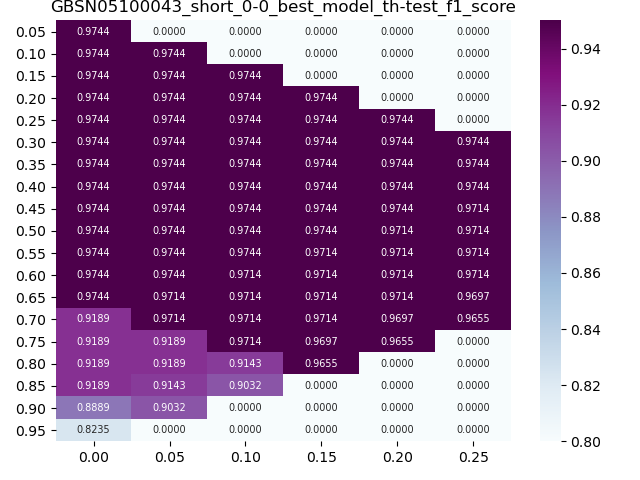 GBSN05100043_short_0-0_best_model_th-test_f1_score
0.05 0.9744 0.0000 0.0000 0.0000 0.0000 0.0000
0.10 0.9744 0.9744 0.0000 0.0000 0.0000 0.0000
0.15 0.9744 0.9744 0.9744 0.0000 0.0000 0.0000
0.20 0.9744 0.9744 0.9744 0.9744 0.0000 0.0000
0.25 0.9744 0.9744 0.9744 0.9744 0.9744 0.0000
0.30 0.9744 0.9744 0.9744 0.9744 0.9744 0.9744
0.35 0.9744 0.9744 0.9744 0.9744 0.9744 0.9744
0.40 0.9744 0.9744 0.9744 0.9744 0.9744 0.9744
0.45 0.9744 0.9744 0.9744 0.9744 0.9744 0.9714
0.50 0.9744 0.9744 0.9744 0.9744 0.9714 0.9714
0.55 0.9744 0.9744 0.9744 0.9714 0.9714 0.9714
0.60 0.9744 0.9744 0.9714 0.9714 0.9714 0.9714
0.65 0.9744 0.9714 0.9714 0.9714 0.9714 0.9697
0.70 0.9189 0.9714 0.9714 0.9714 0.9697 0.9655
0.75 0.9189 0.9189 0.9714 0.9697 0.9655 0.0000
0.80 0.9189 0.9189 0.9143 0.9655 0.0000 0.0000
0.85 0.9189 0.9143 0.9032 0.0000 0.0000 0.0000
0.90 0.8889 0.9032 0.0000 0.0000 0.0000 0.0000
0.95 0.8235 0.0000 0.0000 0.0000 0.0000 0.0000
0.00 0.05 0.10 0.15 0.20 0.25
0.94
0.92
0.90
0.88
0.86
0.84
0.82
0.80